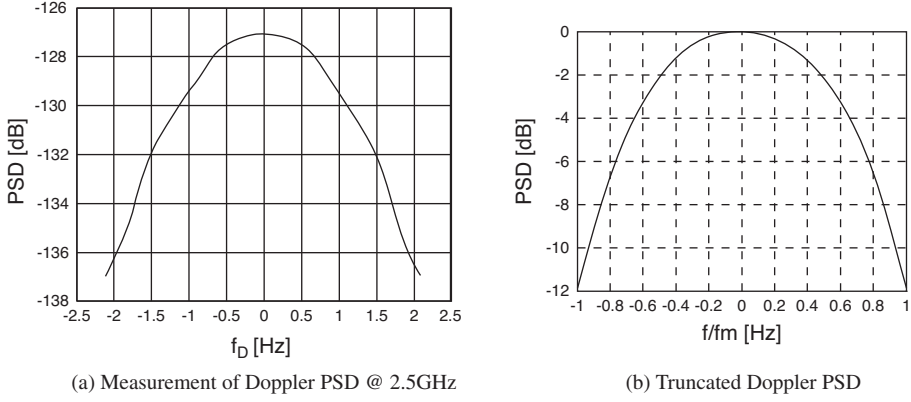 PSD [dB]
-126
-128
-130
-132
-134
-136
-138
-2.5 -2 -1.5 -1 -0.5 0 0.5 1 1.5 2 2.5
f_D [Hz]
(a) Measurement of Doppler PSD @ 2.5GHz
PSD [dB]
0
-2
-4
-6
-8
-10
-12
-1 -0.8 -0.6 -0.4 -0.2 0 0.2 0.4 0.6 0.8 1
f/fm [Hz]
(b) Truncated Doppler PSD